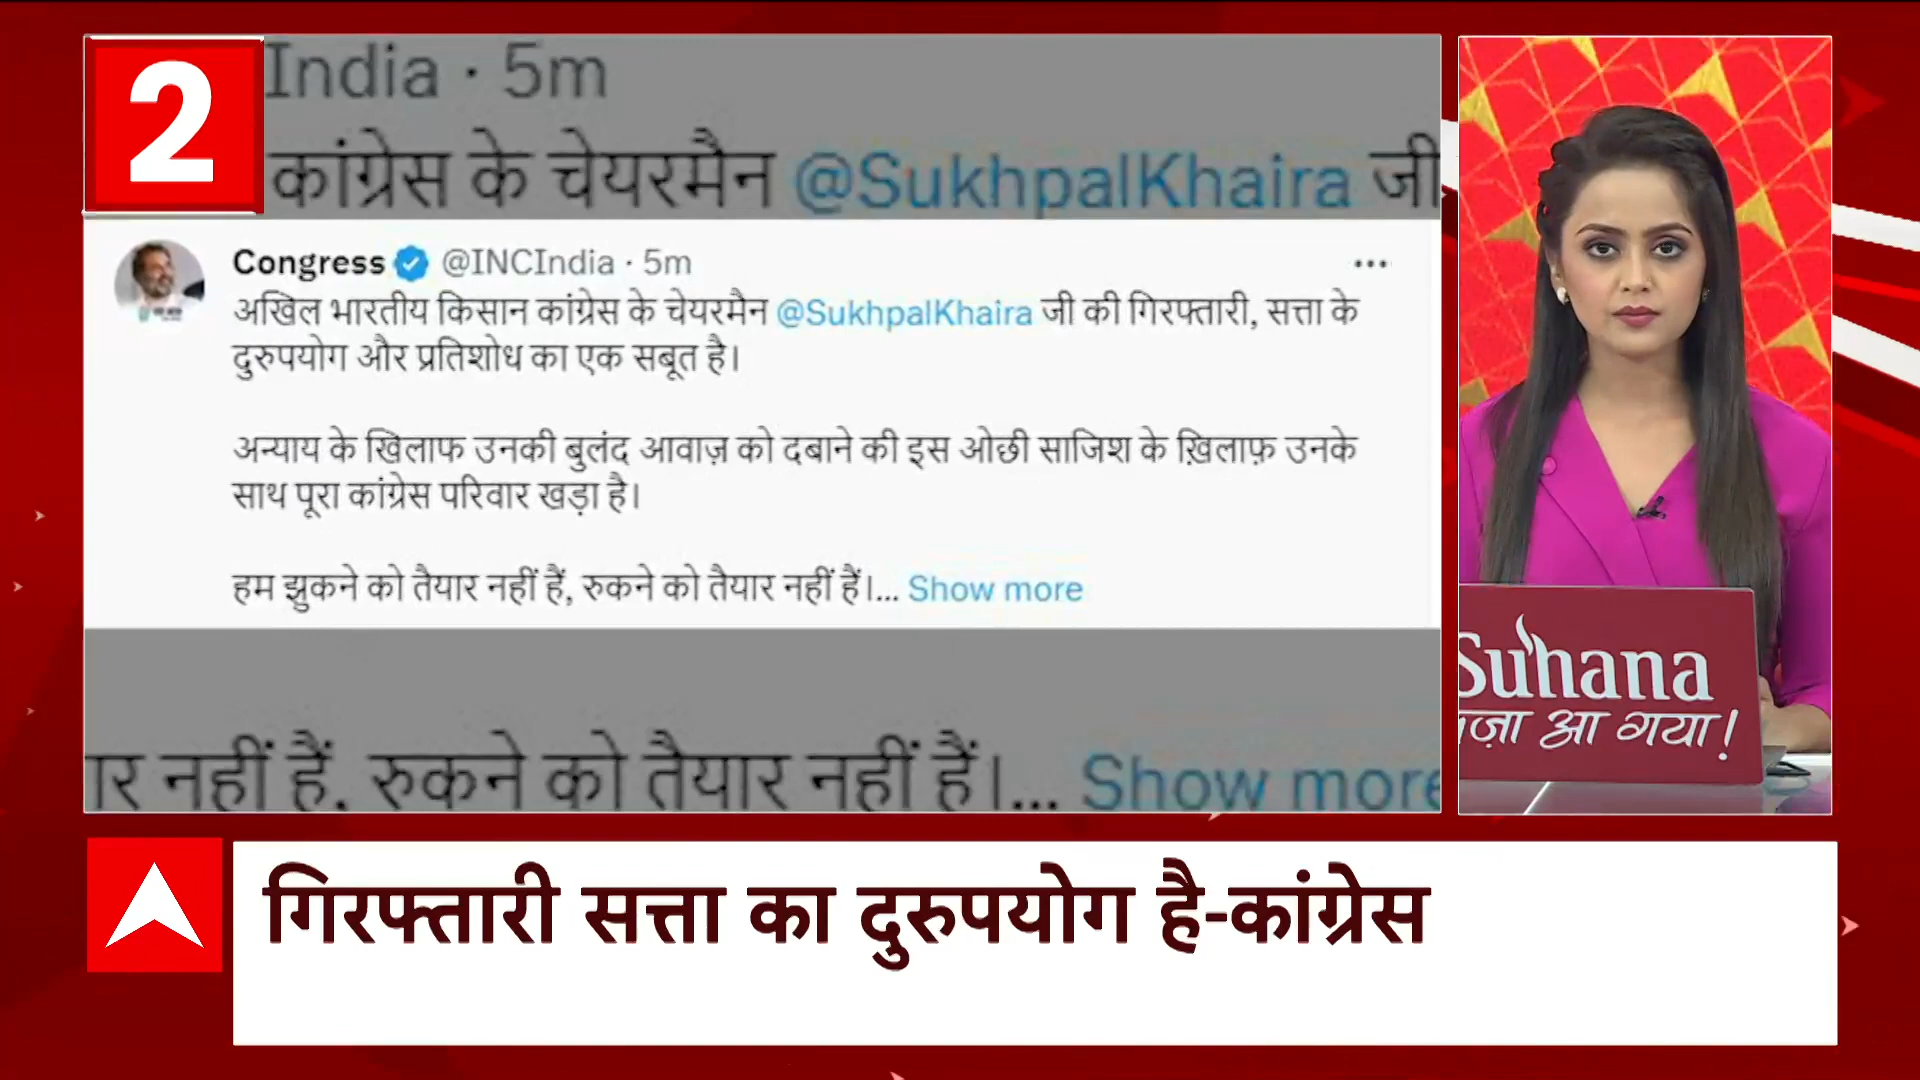 2
India · 5m
कांग्रेस के चेयरमैन @SukhpalKhaira जी
Congress @INCIndia · 5m
अखिल भारतीय किसान कांग्रेस के चेयरमैन @SukhpalKhaira जी की गिरफ्तारी, सत्ता के
दुरुपयोग और प्रतिशोध का एक सबूत है।
अन्याय के खिलाफ उनकी बुलंद आवाज़ को दबाने की इस ओछी साजिश के ख़िलाफ़ उनके
साथ पूरा कांग्रेस परिवार खड़ा है।
हम झुकने को तैयार नहीं हैं, रुकने को तैयार नहीं हैं।... Show more
ार नहीं हैं, रुकने को तैयार नहीं हैं।... Show more
Suhana
मज़ा आ गया!
गिरफ्तारी सत्ता का दुरुपयोग है-कांग्रेस